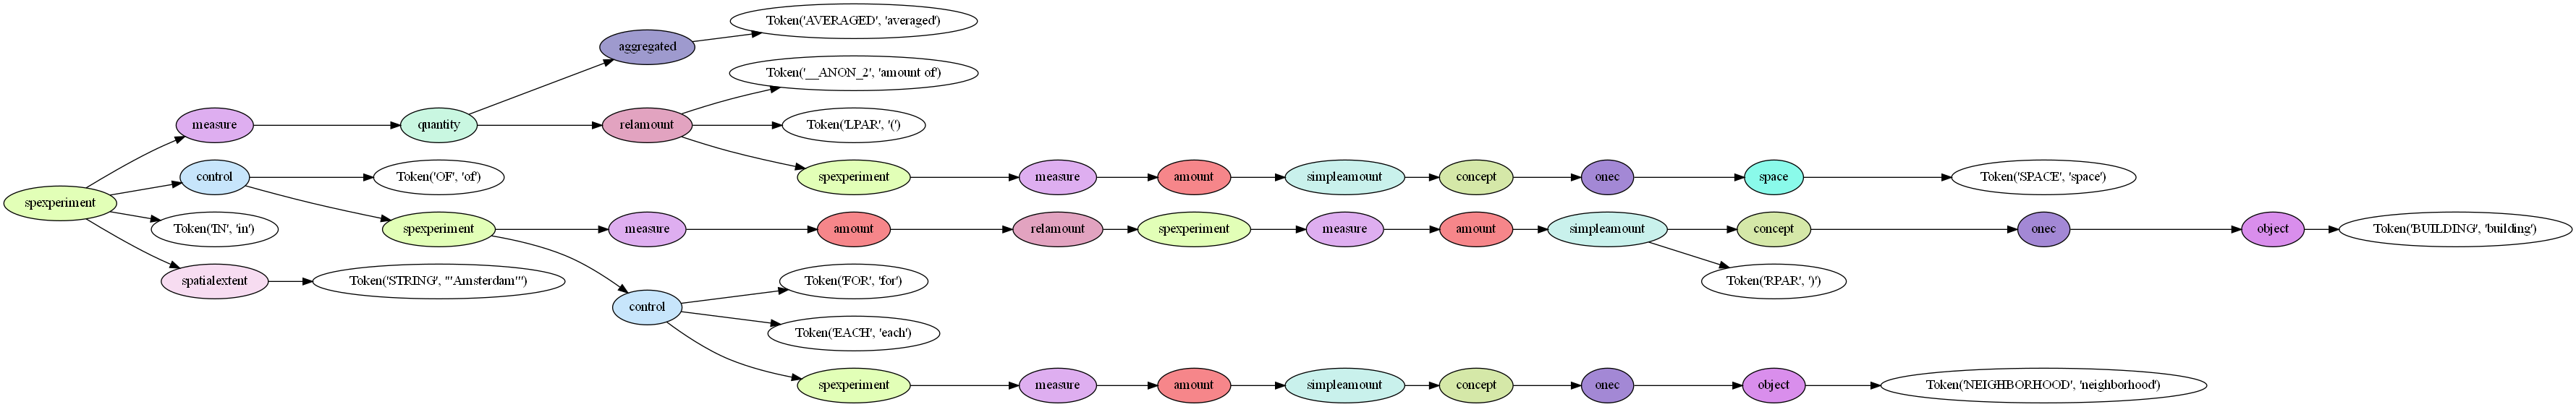 Token('AVERAGED', 'averaged')
aggregated
Token('__ANON_2', 'amount of')
measure
quantity
relamount
Token('LPAR', '(')
control
Token('OF', 'of')
spexperiment
measure
amount
simpleamount
concept
onec
space
Token('SPACE', 'space')
spexperiment
Token('IN', 'in')
spexperiment
measure
amount
relamount
spexperiment
measure
amount
simpleamount
concept
onec
object
Token('BUILDING', 'building')
spatialextent
Token('STRING', '"Amsterdam"')
Token('FOR', 'for')
Token('RPAR', ')')
control
Token('EACH', 'each')
spexperiment
measure
amount
simpleamount
concept
onec
object
Token('NEIGHBORHOOD', 'neighborhood')